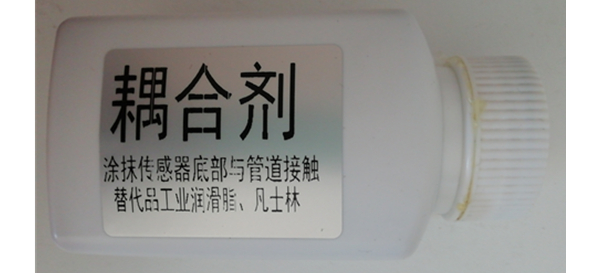 耦合剂
涂抹传感器底部与管道接触
替代品工业润滑脂、凡士林